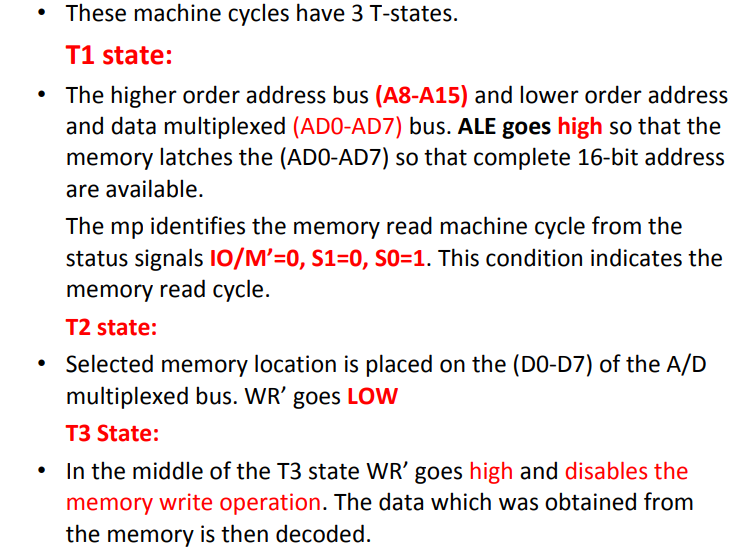 • These machine cycles have 3 T-states.
T1 state:
• The higher order address bus (A8-A15) and lower order address
and data multiplexed (AD0-AD7) bus. ALE goes high so that the
memory latches the (AD0-AD7) so that complete 16-bit address
are available.
The mp identifies the memory read machine cycle from the
status signals IO/M’=0, S1=0, S0=1. This condition indicates the
memory read cycle.
T2 state:
• Selected memory location is placed on the (D0-D7) of the A/D
multiplexed bus. WR’ goes LOW
T3 State:
• In the middle of the T3 state WR’ goes high and disables the
memory write operation. The data which was obtained from
the memory is then decoded.